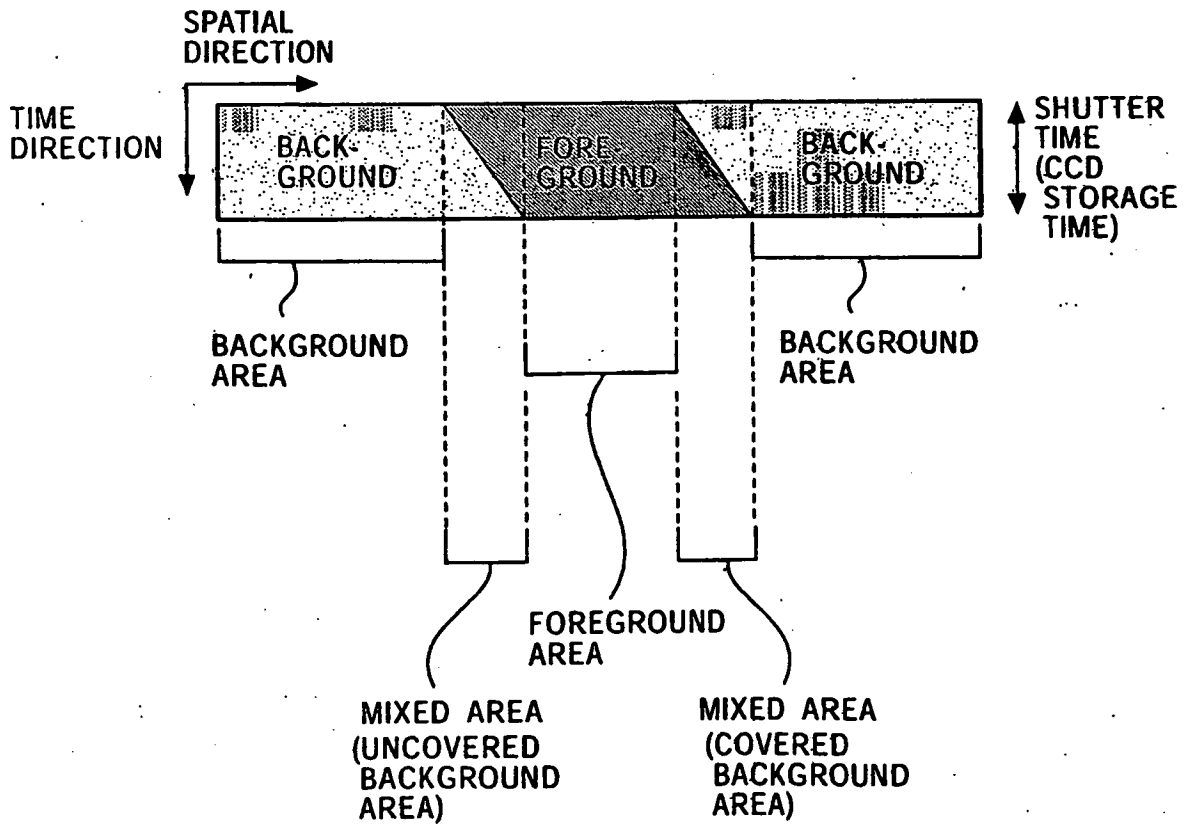 SPATIAL
DIRECTION
TIME
DIRECTION
BACK-
GROUND
FORE-
GROUND
BACK-
GROUND
SHUTTER
TIME
(CCD
STORAGE
TIME)
BACKGROUND
AREA
BACKGROUND
AREA
FOREGROUND
AREA
MIXED AREA
(UNCOVERED
BACKGROUND
AREA)
MIXED AREA
(COVERED
BACKGROUND
AREA)